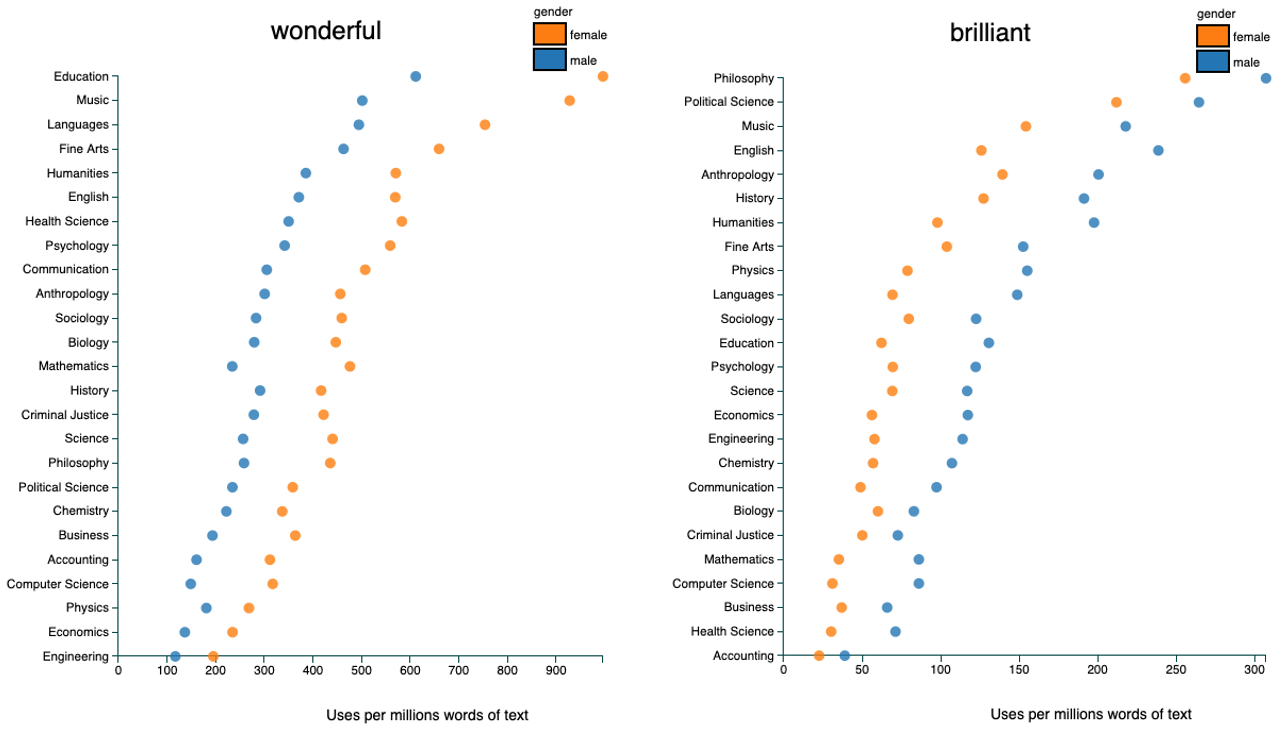 wonderful
gender
female
male
Education
Music
Languages
Fine Arts
Humanities
English
Health Science
Psychology
Communication
Anthropology
Sociology
Biology
Mathematics
History
Criminal Justice
Science
Philosophy
Political Science
Chemistry
Business
Accounting
Computer Science
Physics
Economics
Engineering
0 100 200 300 400 500 600 700 800 900
Uses per millions words of text
brilliant
gender
female
male
Philosophy
Political Science
Music
English
Anthropology
History
Humanities
Fine Arts
Physics
Languages
Sociology
Education
Psychology
Science
Economics
Engineering
Chemistry
Communication
Biology
Criminal Justice
Mathematics
Computer Science
Business
Health Science
Accounting
0 50 100 150 200 250 300
Uses per millions words of text